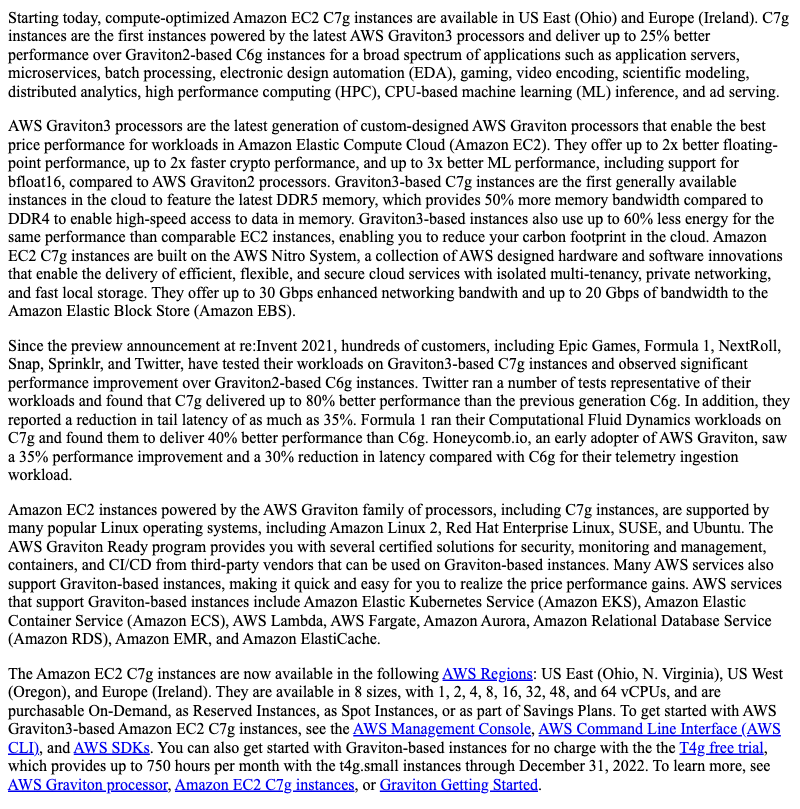 Starting today, compute-optimized Amazon EC2 C7g instances are available in US East (Ohio) and Europe (Ireland). C7g
instances are the first instances powered by the latest AWS Graviton3 processors and deliver up to 25% better
performance over Graviton2-based C6g instances for a broad spectrum of applications such as application servers,
microservices, batch processing, electronic design automation (EDA), gaming, video encoding, scientific modeling,
distributed analytics, high performance computing (HPC), CPU-based machine learning (ML) inference, and ad serving.
AWS Graviton3 processors are the latest generation of custom-designed AWS Graviton processors that enable the best
price performance for workloads in Amazon Elastic Compute Cloud (Amazon EC2). They offer up to 2x better floating-
point performance, up to 2x faster crypto performance, and up to 3x better ML performance, including support for
bfloat16, compared to AWS Graviton2 processors. Graviton3-based C7g instances are the first generally available
instances in the cloud to feature the latest DDR5 memory, which provides 50% more memory bandwidth compared to
DDR4 to enable high-speed access to data in memory. Graviton3-based instances also use up to 60% less energy for the
same performance than comparable EC2 instances, enabling you to reduce your carbon footprint in the cloud. Amazon
EC2 C7g instances are built on the AWS Nitro System, a collection of AWS designed hardware and software innovations
that enable the delivery of efficient, flexible, and secure cloud services with isolated multi-tenancy, private networking,
and fast local storage. They offer up to 30 Gbps enhanced networking bandwith and up to 20 Gbps of bandwidth to the
Amazon Elastic Block Store (Amazon EBS).
Since the preview announcement at re:Invent 2021, hundreds of customers, including Epic Games, Formula 1, NextRoll,
Snap, Sprinklr, and Twitter, have tested their workloads on Graviton3-based C7g instances and observed significant
performance improvement over Graviton2-based C6g instances. Twitter ran a number of tests representative of their
workloads and found that C7g delivered up to 80% better performance than the previous generation C6g. In addition, they
reported a reduction in tail latency of as much as 35%. Formula 1 ran their Computational Fluid Dynamics workloads on
C7g and found them to deliver 40% better performance than C6g. Honeycomb.io, an early adopter of AWS Graviton, saw
a 35% performance improvement and a 30% reduction in latency compared with C6g for their telemetry ingestion
workload.
Amazon EC2 instances powered by the AWS Graviton family of processors, including C7g instances, are supported by
many popular Linux operating systems, including Amazon Linux 2, Red Hat Enterprise Linux, SUSE, and Ubuntu. The
AWS Graviton Ready program provides you with several certified solutions for security, monitoring and management,
containers, and CI/CD from third-party vendors that can be used on Graviton-based instances. Many AWS services also
support Graviton-based instances, making it quick and easy for you to realize the price performance gains. AWS services
that support Graviton-based instances include Amazon Elastic Kubernetes Service (Amazon EKS), Amazon Elastic
Container Service (Amazon ECS), AWS Lambda, AWS Fargate, Amazon Aurora, Amazon Relational Database Service
(Amazon RDS), Amazon EMR, and Amazon ElastiCache.
The Amazon EC2 C7g instances are now available in the following AWS Regions: US East (Ohio, N. Virginia), US West
(Oregon), and Europe (Ireland). They are available in 8 sizes, with 1, 2, 4, 8, 16, 32, 48, and 64 vCPUs, and are
purchasable On-Demand, as Reserved Instances, as Spot Instances, or as part of Savings Plans. To get started with AWS
Graviton3-based Amazon EC2 C7g instances, see the AWS Management Console, AWS Command Line Interface (AWS
CLI), and AWS SDKs. You can also get started with Graviton-based instances for no charge with the the T4g free trial,
which provides up to 750 hours per month with the t4g.small instances through December 31, 2022. To learn more, see
AWS Graviton processor, Amazon EC2 C7g instances, or Graviton Getting Started.